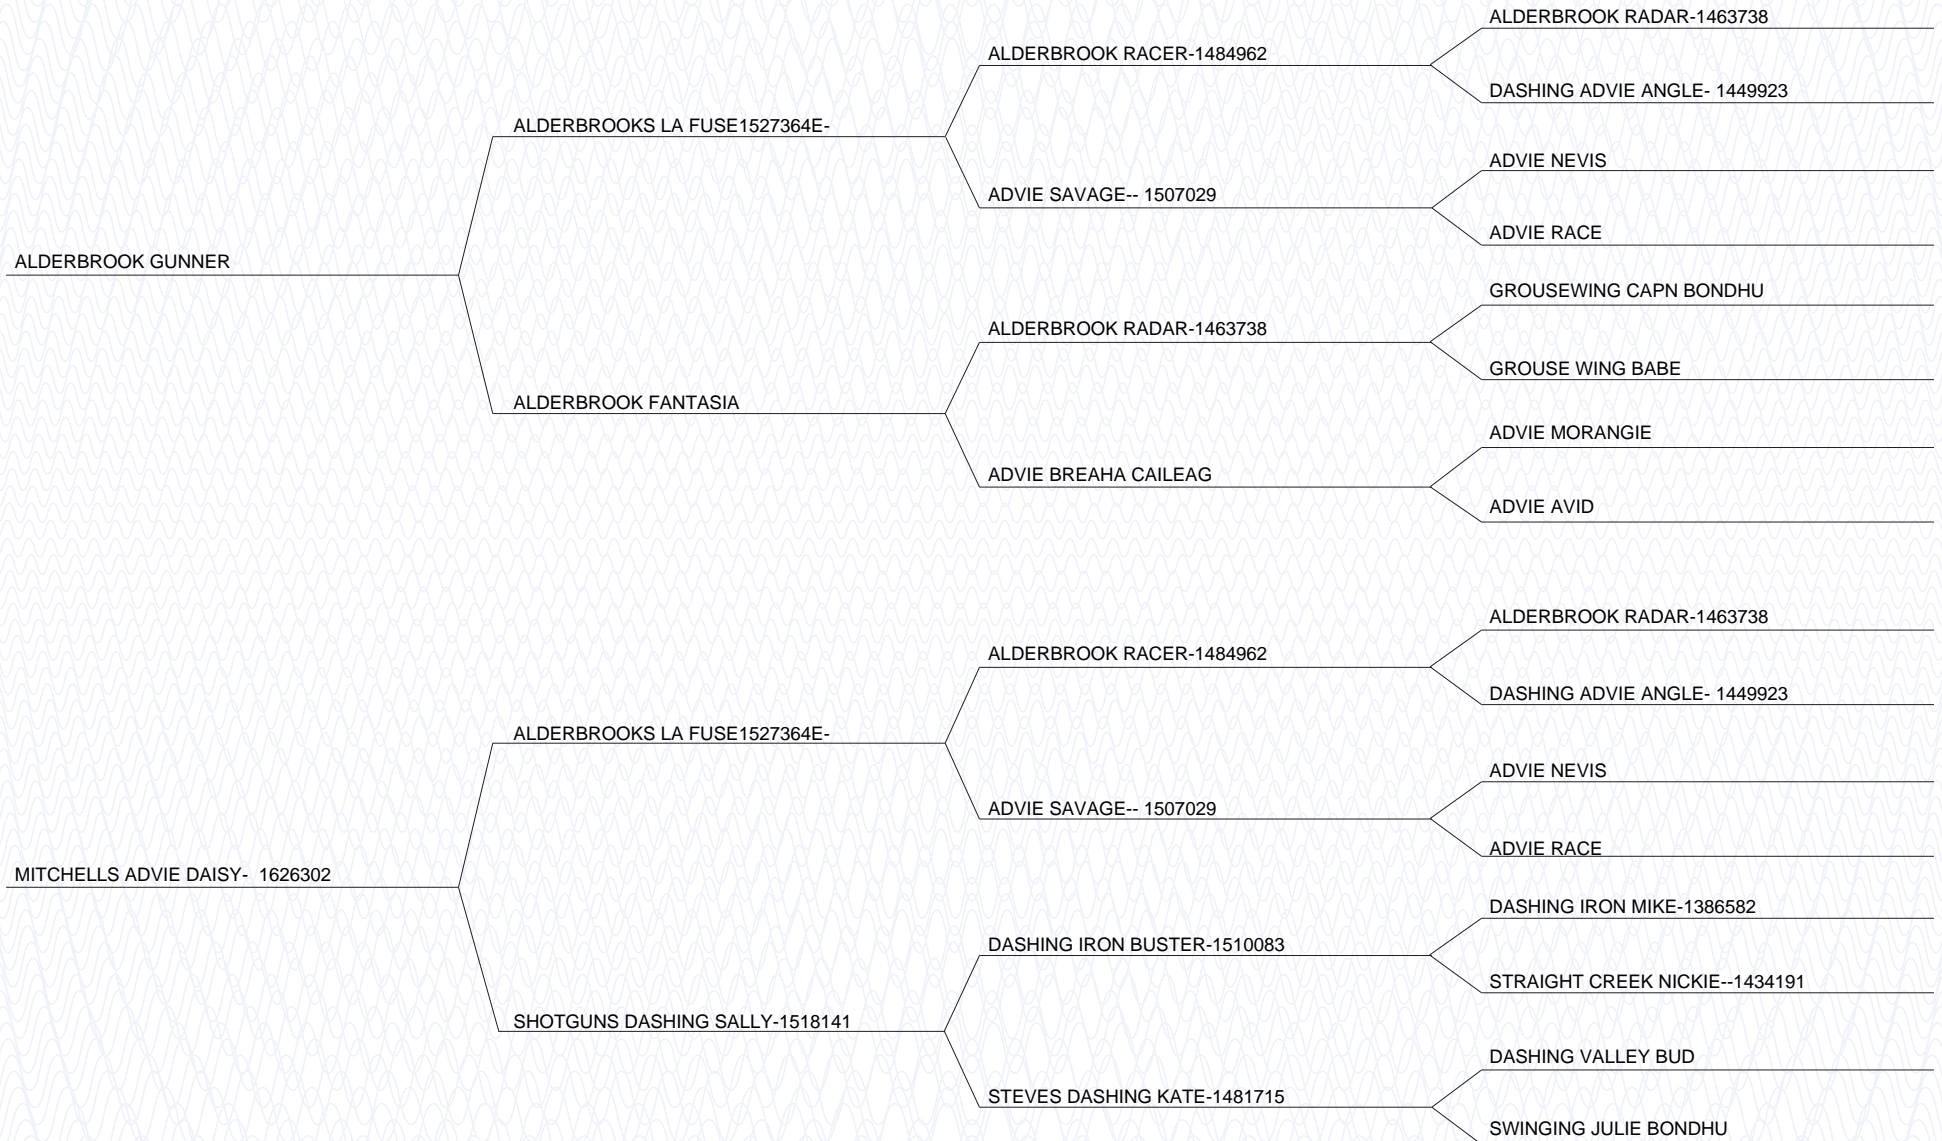 ALDERBROOK RADAR-1463738
ALDERBROOK RACER-1484962
DASHING ADVIE ANGLE- 1449923
ALDERBROOKS LA FUSE1527364E-
ADVIE NEVIS
ADVIE SAVAGE-- 1507029
ADVIE RACE
ALDERBROOK GUNNER
GROUSEWING CAPN BONDHU
ALDERBROOK RADAR-1463738
GROUSE WING BABE
ALDERBROOK FANTASIA
ADVIE MORANGIE
ADVIE BREAHA CAILEAG
ADVIE AVID
ALDERBROOK RADAR-1463738
ALDERBROOK RACER-1484962
DASHING ADVIE ANGLE- 1449923
ALDERBROOKS LA FUSE1527364E-
ADVIE NEVIS
ADVIE SAVAGE-- 1507029
ADVIE RACE
MITCHELLS ADVIE DAISY-  1626302
DASHING IRON MIKE-1386582
DASHING IRON BUSTER-1510083
STRAIGHT CREEK NICKIE--1434191
SHOTGUNS DASHING SALLY-1518141
DASHING VALLEY BUD
STEVES DASHING KATE-1481715
SWINGING JULIE BONDHU